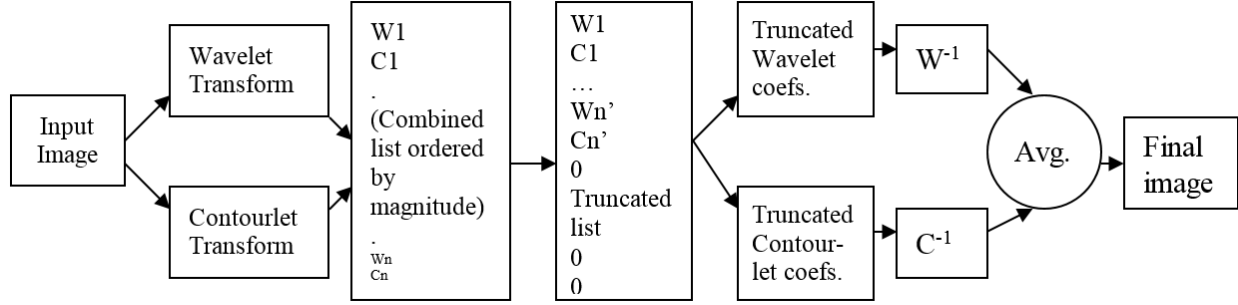 Input
Image
Wavelet
Transform
Contourlet
Transform
W1
C1
.
(Combined
list ordered
by
magnitude)
.
Wn
Cn
W1
C1
…
Wn’
Cn’
0
Truncated
list
0
0
Truncated
Wavelet
coefs.
Truncated
Contour-
let coefs.
W⁻¹
C⁻¹
Avg.
Final
image